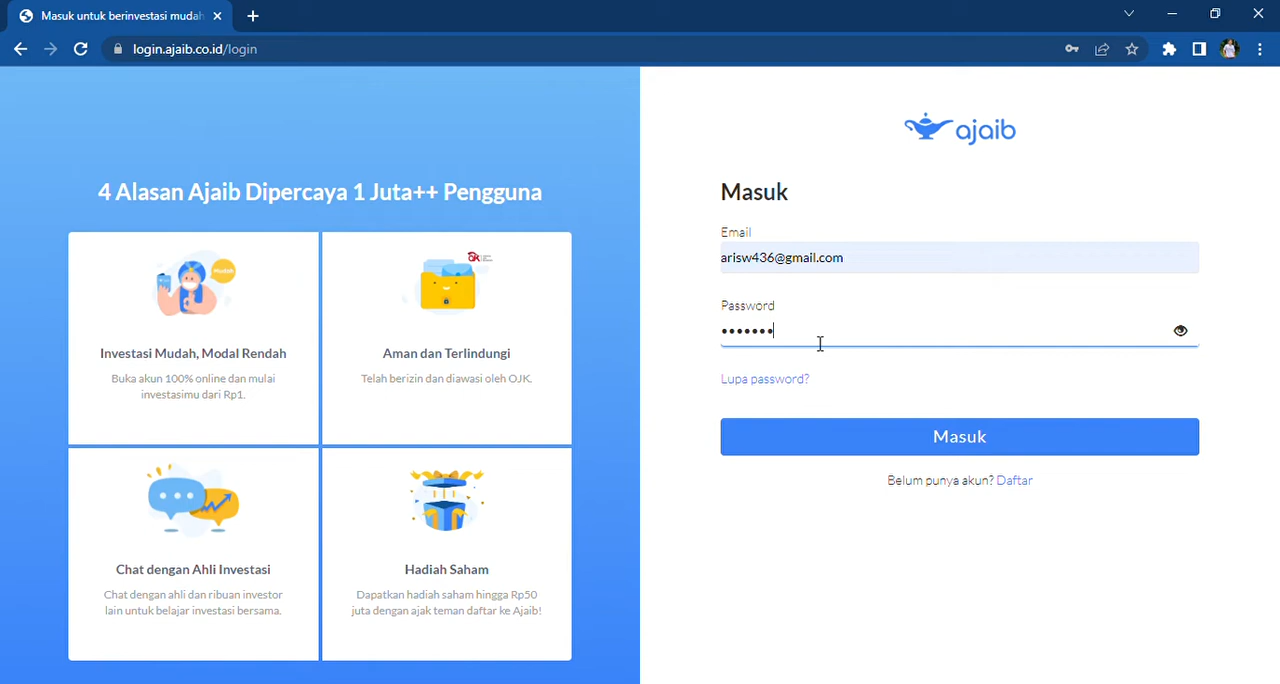 Masuk untuk berinvestasi mudah
login.ajaib.co.id/login
4 Alasan Ajaib Dipercaya 1 Juta++ Pengguna
Mudah
Investasi Mudah, Modal Rendah
Buka akun 100% online dan mulai
investasimu dari Rp1.
Aman dan Terlindungi
Telah berizin dan diawasi oleh OJK.
Chat dengan Ahli Investasi
Chat dengan ahli dan ribuan investor
lain untuk belajar investasi bersama.
Hadiah Saham
Dapatkan hadiah saham hingga Rp50
juta dengan ajak teman daftar ke Ajaib!
ajaib
Masuk
Email
arisw436@gmail.com
Password
•••••••
Lupa password?
Masuk
Belum punya akun? Daftar